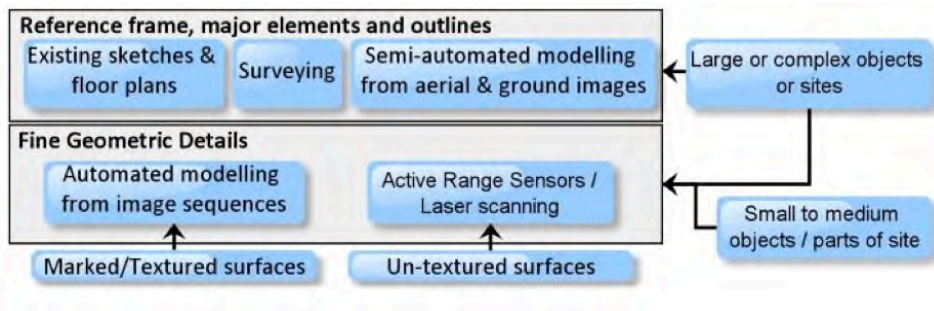 Reference frame, major elements and outlines
Existing sketches &
floor plans
Surveying
Semi-automated modelling
from aerial & ground images
Large or complex objects
or sites
Fine Geometric Details
Automated modelling
from image sequences
Active Range Sensors /
Laser scanning
Small to medium
objects / parts of site
Marked/Textured surfaces
Un-textured surfaces